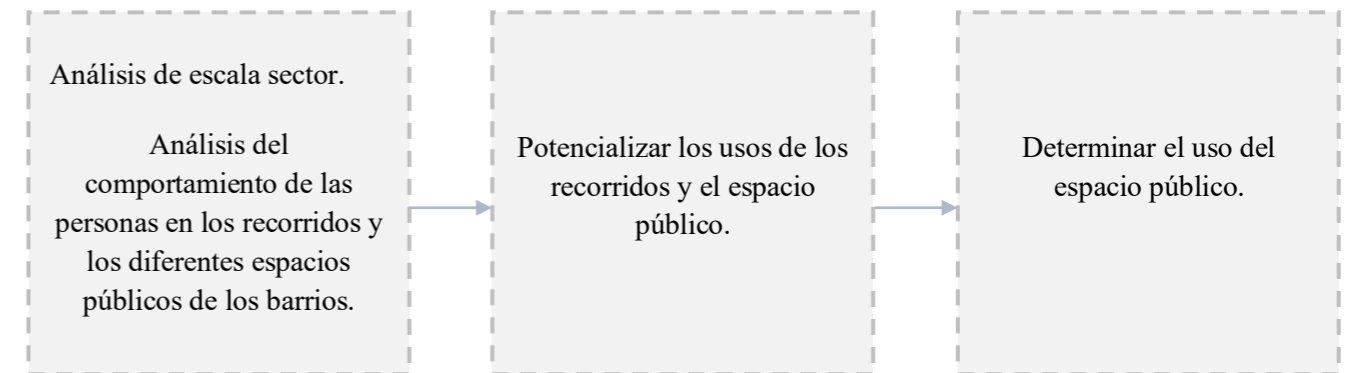 Análisis de escala sector.
Análisis del
comportamiento de las
personas en los recorridos y
los diferentes espacios
públicos de los barrios.
Potencializar los usos de los
recorridos y el espacio
público.
Determinar el uso del
espacio público.